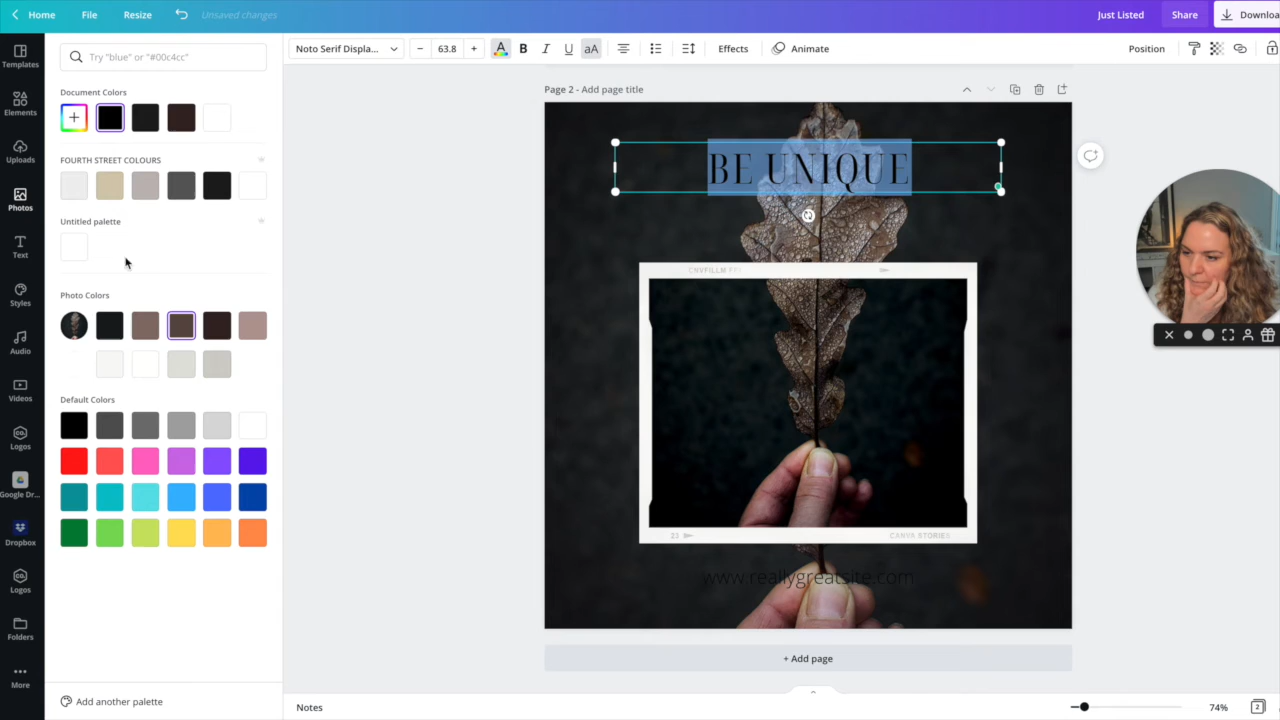 Home File Resize Unsaved changes Just Listed Share Downloa
Templates
Elements
Uploads
Photos
Text
Styles
Audio
Videos
Logos
Google Dr...
Dropbox
Logos
Folders
More
Try "blue" or "#00c4cc"
Document Colors
FOURTH STREET COLOURS
Untitled palette
Photo Colors
Default Colors
Add another palette
Noto Serif Displa... 63.8 A B I U aA Effects Animate Position
Page 2 - Add page title
BE UNIQUE
23 CANVA STORIES
www.reallygreatsite.com
+ Add page
Notes 74% 2